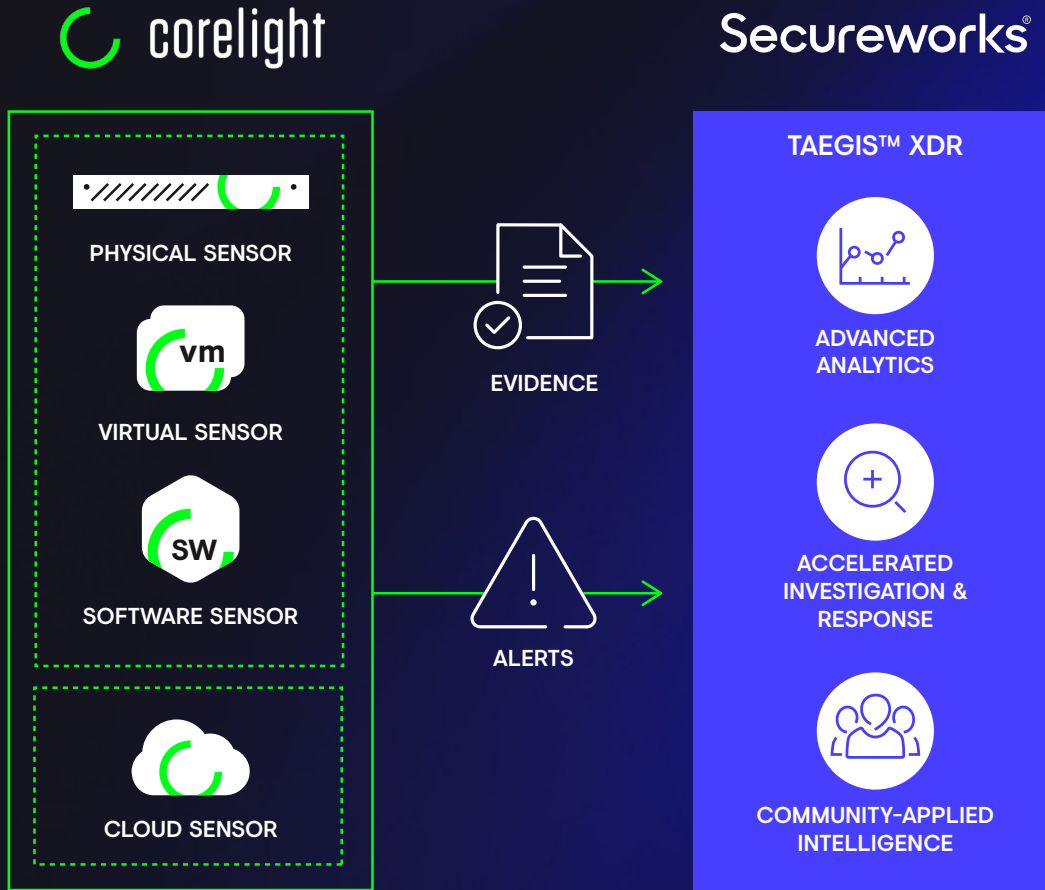 corelight
Secureworks®
PHYSICAL SENSOR
vm
VIRTUAL SENSOR
SW
SOFTWARE SENSOR
CLOUD SENSOR
EVIDENCE
ALERTS
TAEGIS™ XDR
ADVANCED
ANALYTICS
ACCELERATED
INVESTIGATION &
RESPONSE
COMMUNITY-APPLIED
INTELLIGENCE